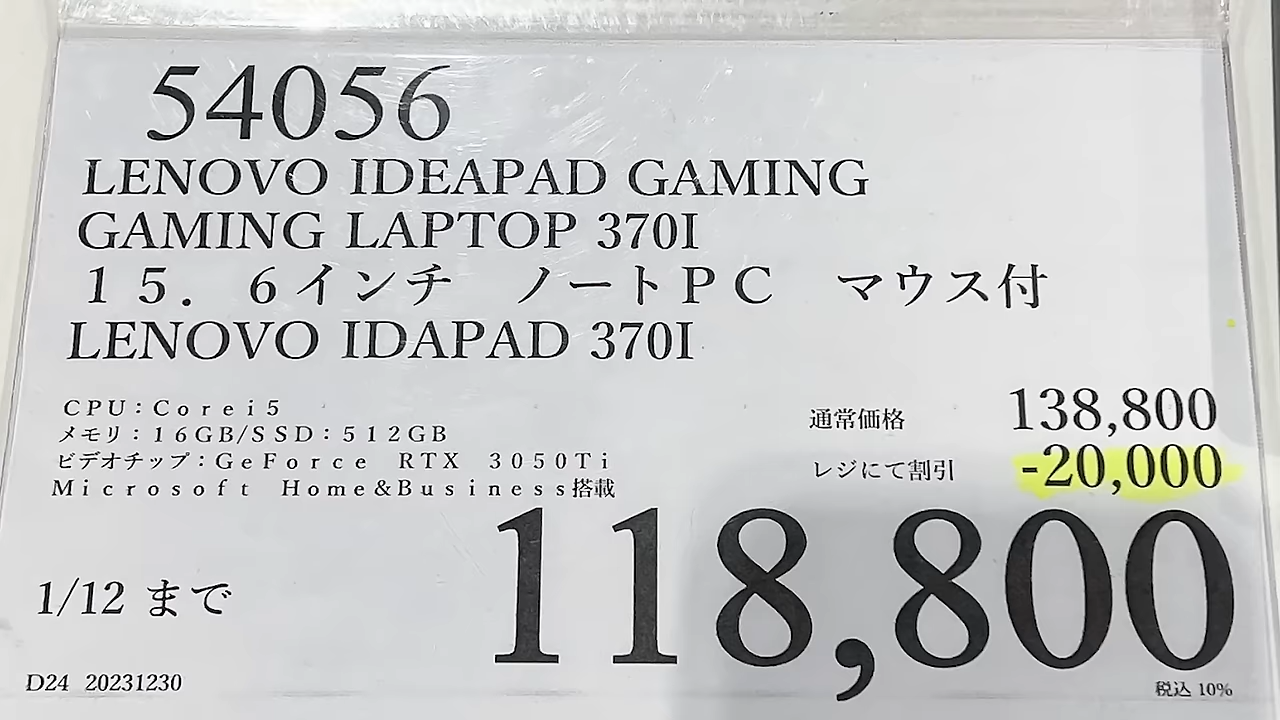 54056
LENOVO IDEAPAD GAMING
GAMING LAPTOP 370I
１５．６インチ　ノートＰＣ　マウス付
LENOVO IDAPAD 370I
ＣＰＵ：Ｃｏｒｅｉ５
メモリ：１６ＧＢ/ＳＳＤ：５１２ＧＢ
ビデオチップ：ＧｅＦｏｒｃｅ　ＲＴＸ　３０５０Ｔｉ
Ｍｉｃｒｏｓｏｆｔ　Ｈｏｍｅ＆Ｂｕｓｉｎｅｓｓ搭載
通常価格 138,800
レジにて割引 -20,000
118,800
1/12 まで
D24 20231230
税込 10%